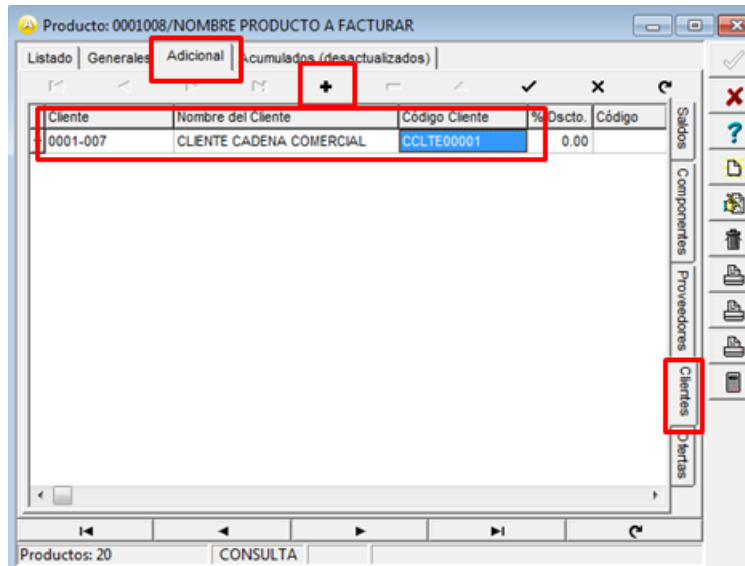 Producto: 0001008/NOMBRE PRODUCTO A FACTURAR
Listado Generales Adicional Acumulados (desactualizados)
Cliente Nombre del Cliente Código Cliente % Dscto. Código
0001-007 CLIENTE CADENA COMERCIAL CCLTE00001 0.00
Saldos
Componentes
Proveedores
Clientes
Ofertas
Productos: 20 CONSULTA